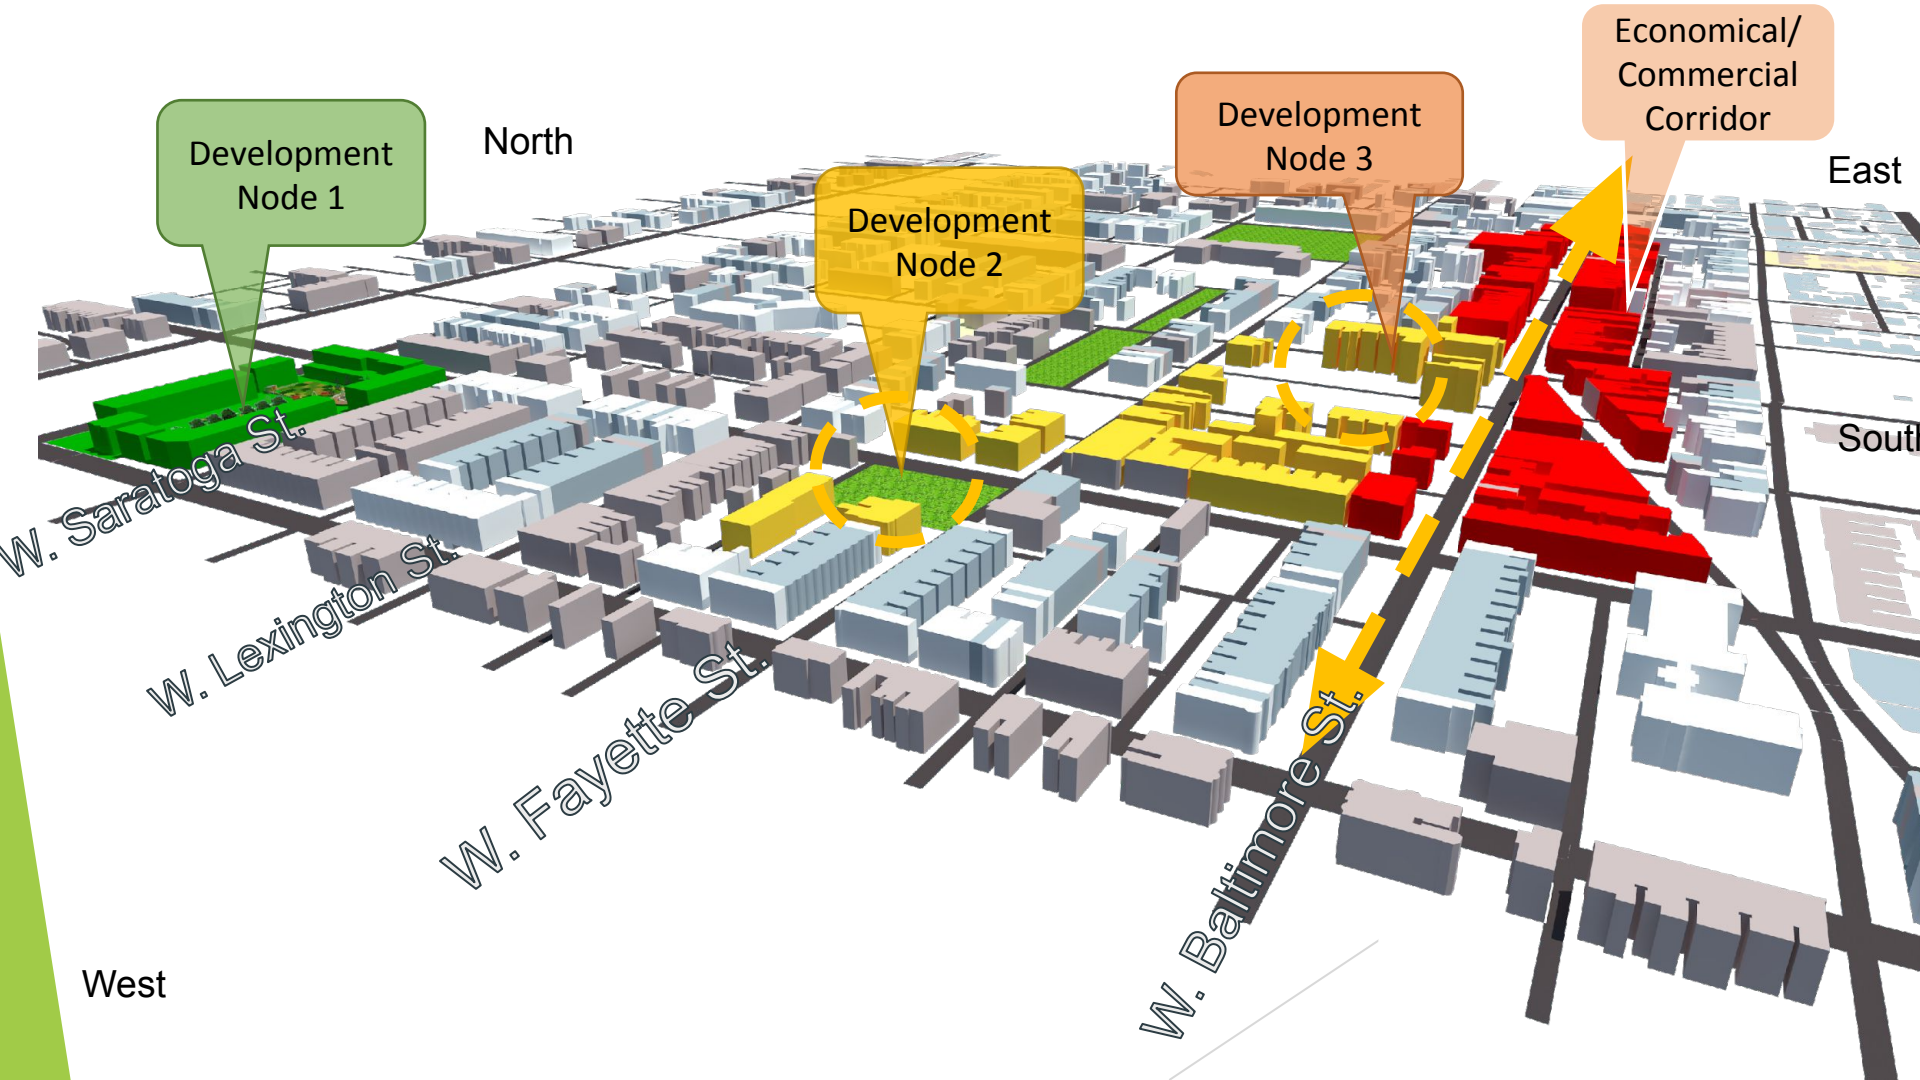 Economical/
Commercial
Corridor
Development
Node 3
Development
Node 1
North
East
Development
Node 2
South
W. Saratoga St.
W. Lexington St.
W. Fayette St.
W. Baltimore St.
West